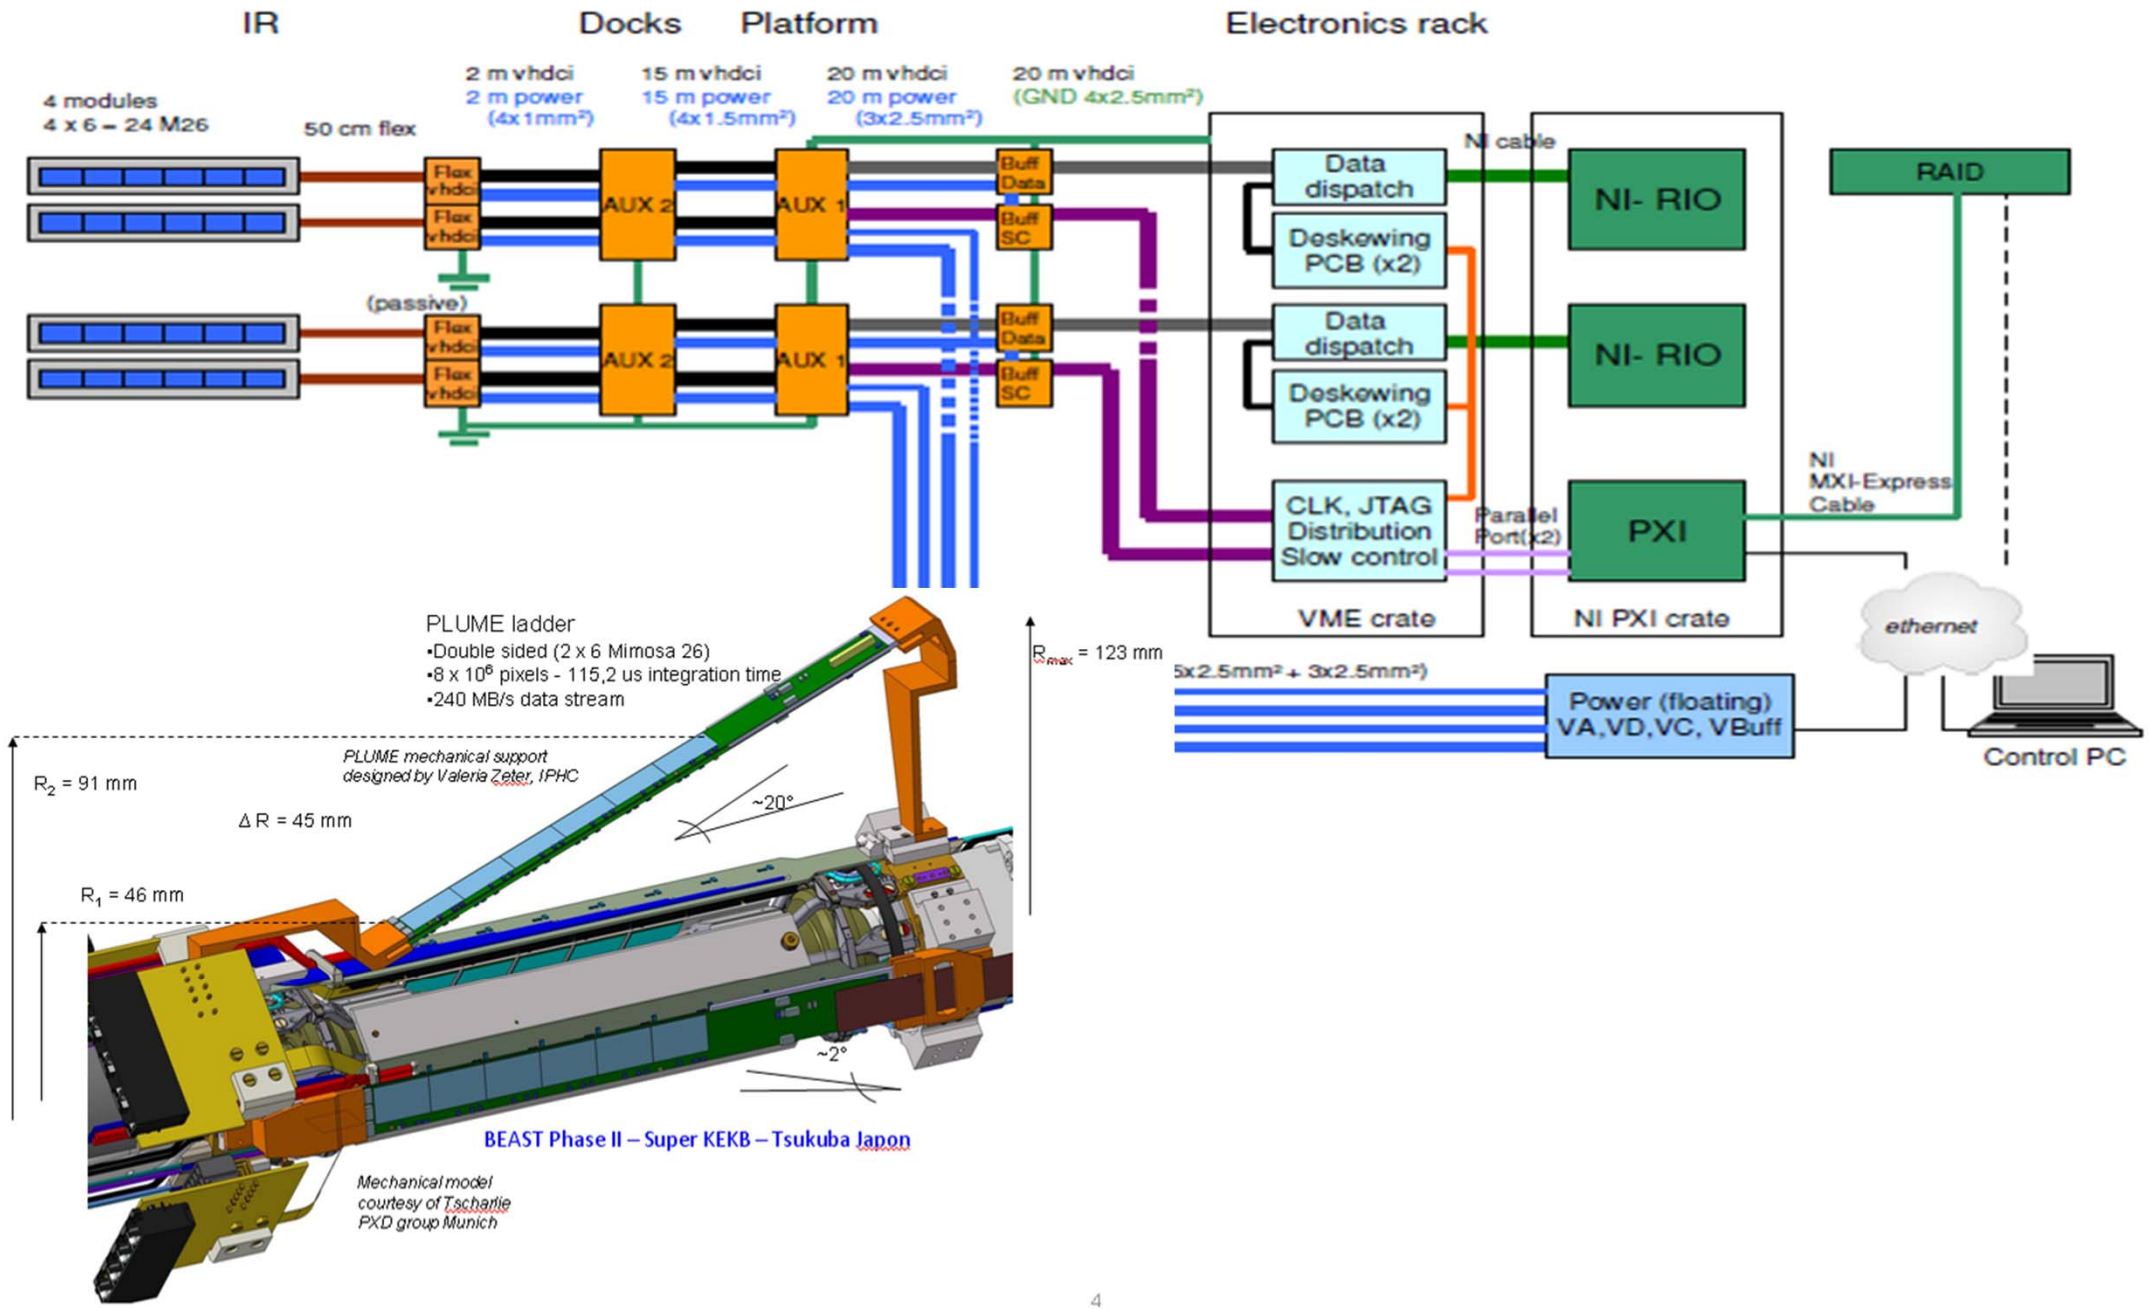 IR
Docks
Platform
Electronics rack
4 modules
4 x 6 – 24 M26
50 cm flex
2 m vhdci
2 m power
(4x1mm²)
15 m vhdci
15 m power
(4x1.5mm²)
20 m vhdci
20 m power
(3x2.5mm²)
20 m vhdci
(GND 4x2.5mm²)
Flex
vhdci
Flex
vhdci
AUX 2
AUX 1
Buff
Data
Buff
SC
Data
dispatch
Deskewing
PCB (x2)
NI cable
NI- RIO
RAID
(passive)
Flex
vhdci
Flex
vhdci
AUX 2
AUX 1
Buff
Data
Buff
SC
Data
dispatch
Deskewing
PCB (x2)
NI- RIO
CLK, JTAG
Distribution
Slow control
Parallel
Port(x2)
PXI
NI
MXI-Express
Cable
VME crate
NI PXI crate
ethernet
5x2.5mm² + 3x2.5mm²)
Power (floating)
VA,VD,VC, VBuff
Control PC
PLUME ladder
▪Double sided (2 x 6 Mimosa 26)
▪8 x 10⁶ pixels - 115,2 us integration time
▪240 MB/s data stream
Rmax = 123 mm
PLUME mechanical support
designed by Valeria Zeter, IPHC
R₂ = 91 mm
Δ R = 45 mm
~20°
R₁ = 46 mm
~2°
BEAST Phase II – Super KEKB – Tsukuba Japon
Mechanical model
courtesy of Tscharlie
PXD group Munich
4